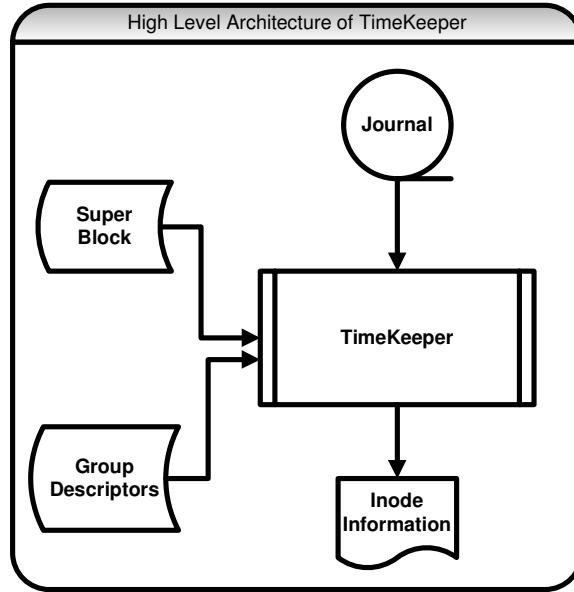 High Level Architecture of TimeKeeper
Journal
Super
Block
TimeKeeper
Group
Descriptors
Inode
Information